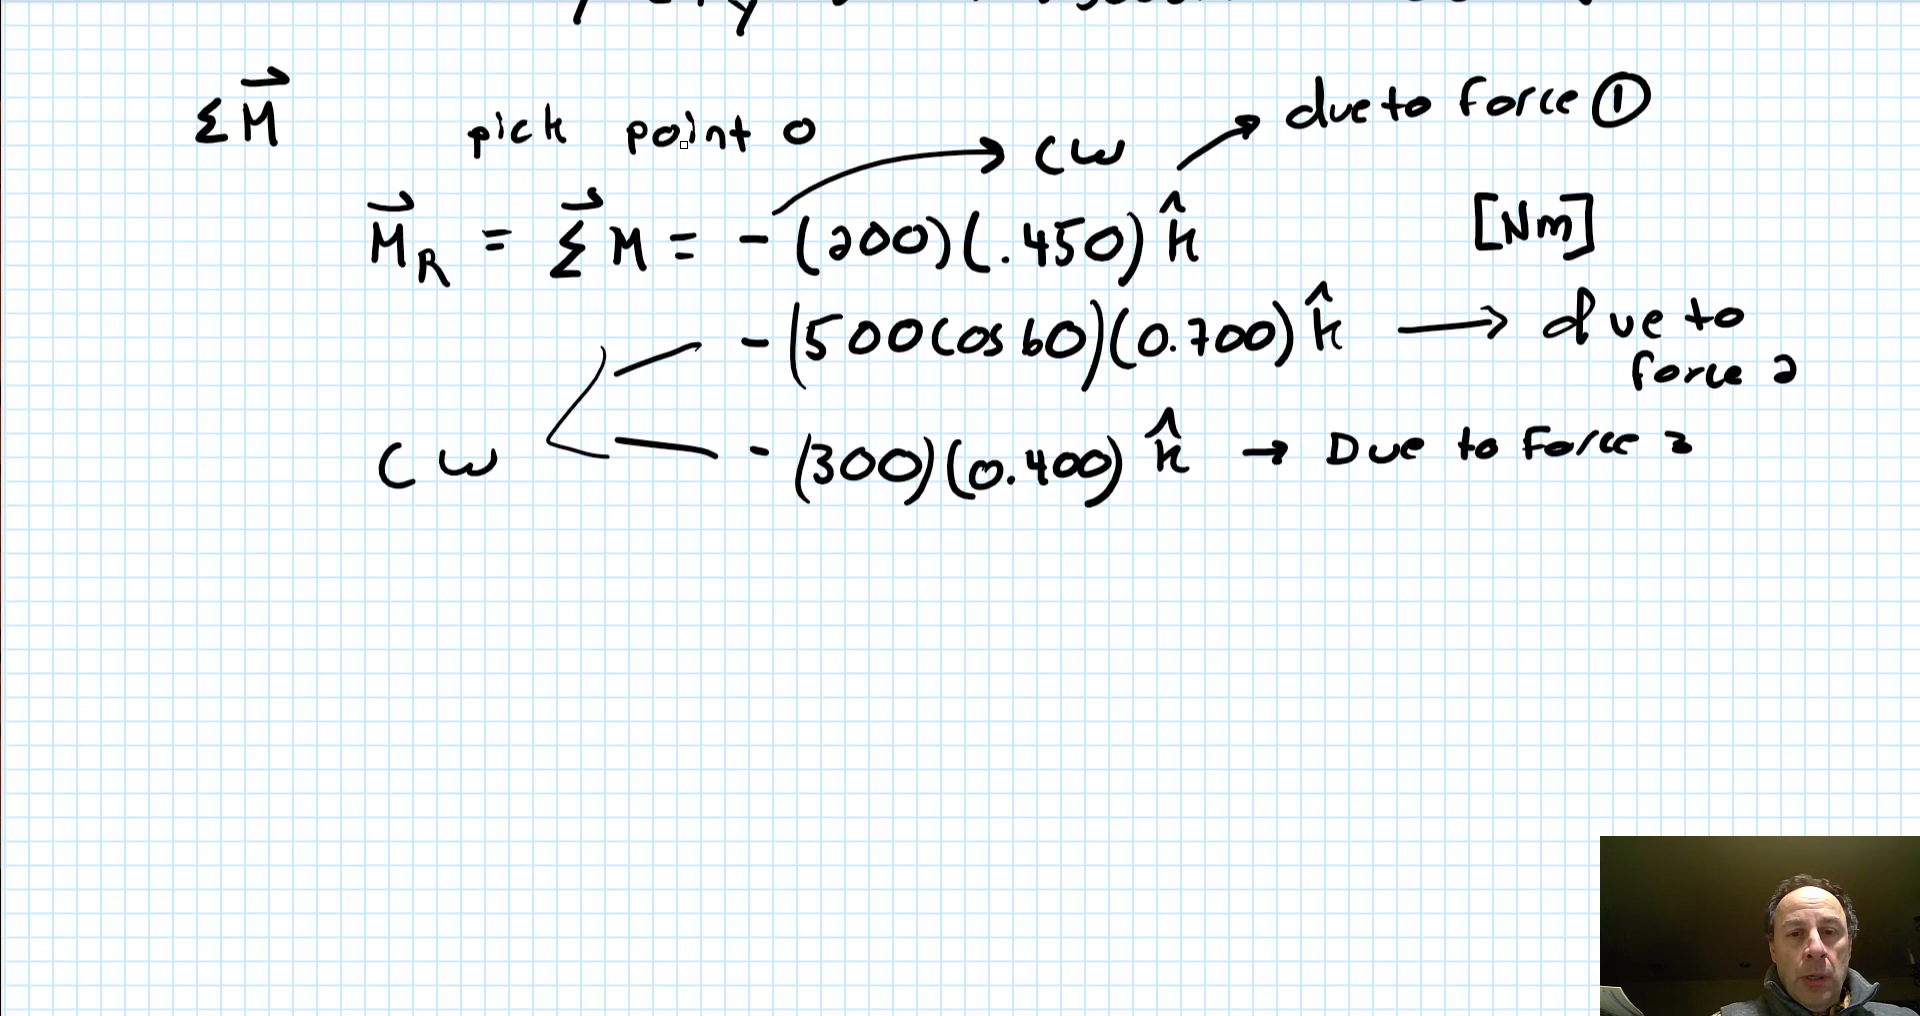 ΣM⃗ pick point O
CW due to force ①
M⃗_R = Σ⃗M = -(200)(.450)k̂ [Nm]
-(500cos60)(0.700)k̂ → due to force 2
CW -(300)(0.400)k̂ → Due to Force 3